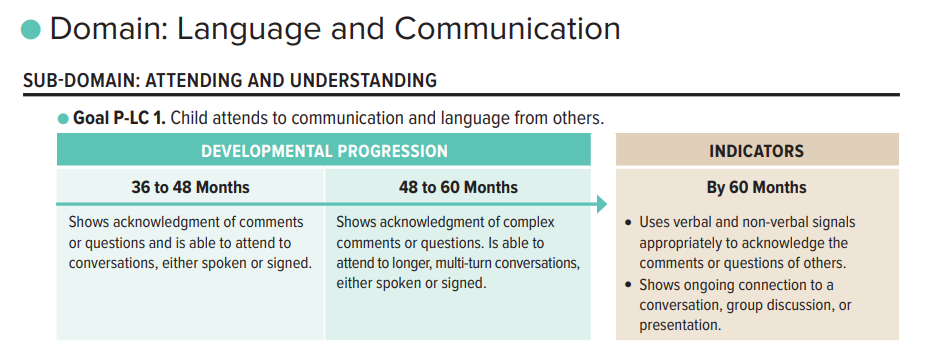 Domain: Language and Communication
SUB-DOMAIN: ATTENDING AND UNDERSTANDING
Goal P-LC 1. Child attends to communication and language from others.
DEVELOPMENTAL PROGRESSION
36 to 48 Months
Shows acknowledgment of comments
or questions and is able to attend to
conversations, either spoken or signed.
48 to 60 Months
Shows acknowledgment of complex
comments or questions. Is able to
attend to longer, multi-turn conversations,
either spoken or signed.
INDICATORS
By 60 Months
• Uses verbal and non-verbal signals
appropriately to acknowledge the
comments or questions of others.
• Shows ongoing connection to a
conversation, group discussion, or
presentation.